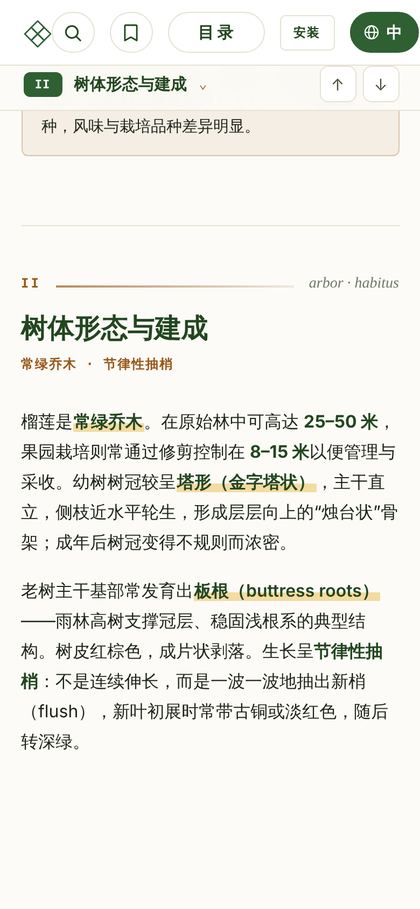 目录
安装
中
II 树体形态与建成
种，风味与栽培品种差异明显。
II
arbor · habitus
树体形态与建成
常绿乔木 · 节律性抽梢
榴莲是常绿乔木。在原始林中可高达 25–50 米，
果园栽培则常通过修剪控制在 8–15 米以便管理与
采收。幼树树冠较呈塔形（金字塔状），主干直
立，侧枝近水平轮生，形成层层向上的“烛台状”骨
架；成年后树冠变得不规则而浓密。
老树主干基部常发育出板根（buttress roots）
——雨林高树支撑冠层、稳固浅根系的典型结
构。树皮红棕色，成片状剥落。生长呈节律性抽
梢：不是连续伸长，而是一波一波地抽出新梢
（flush），新叶初展时常带古铜或淡红色，随后
转深绿。